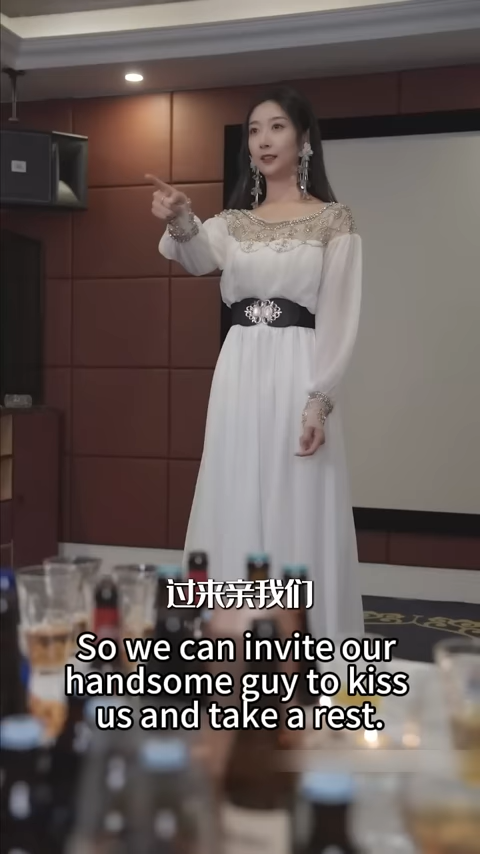 过来亲我们
So we can invite our
handsome guy to kiss
us and take a rest.